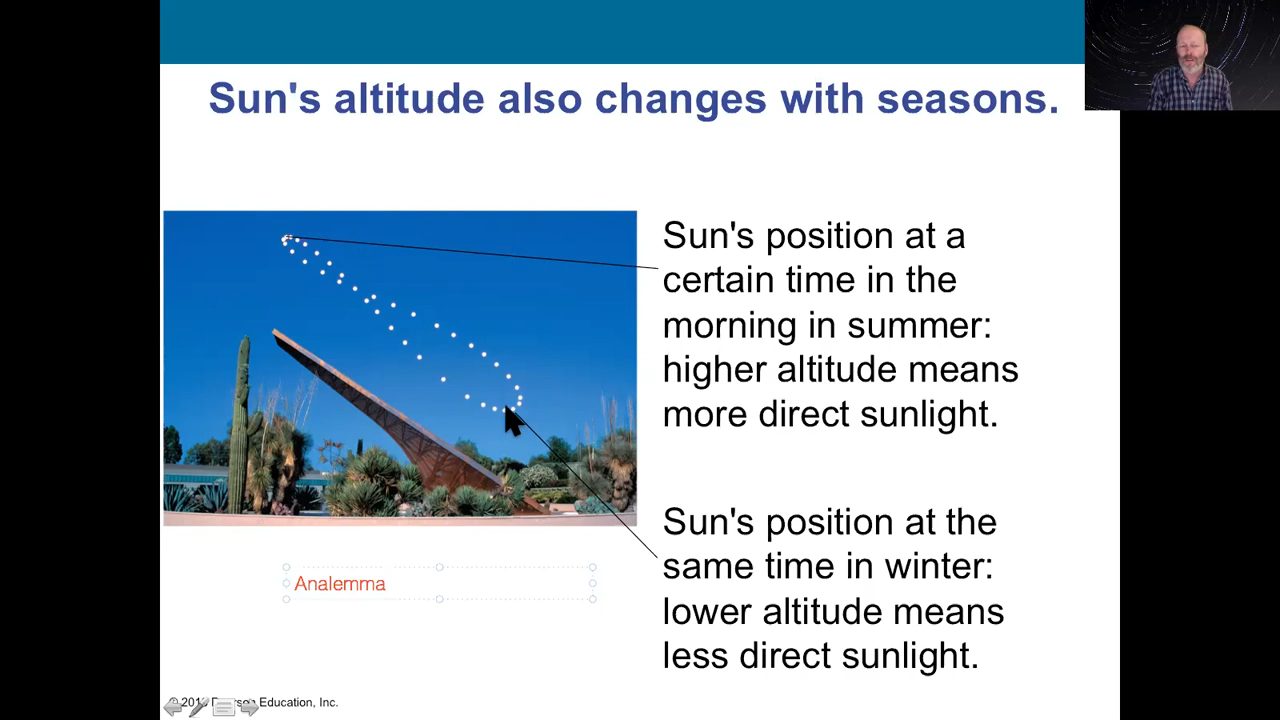 Sun's altitude also changes with seasons.
Sun's position at a
certain time in the
morning in summer:
higher altitude means
more direct sunlight.
Sun's position at the
same time in winter:
lower altitude means
less direct sunlight.
Analemma
Education, Inc.